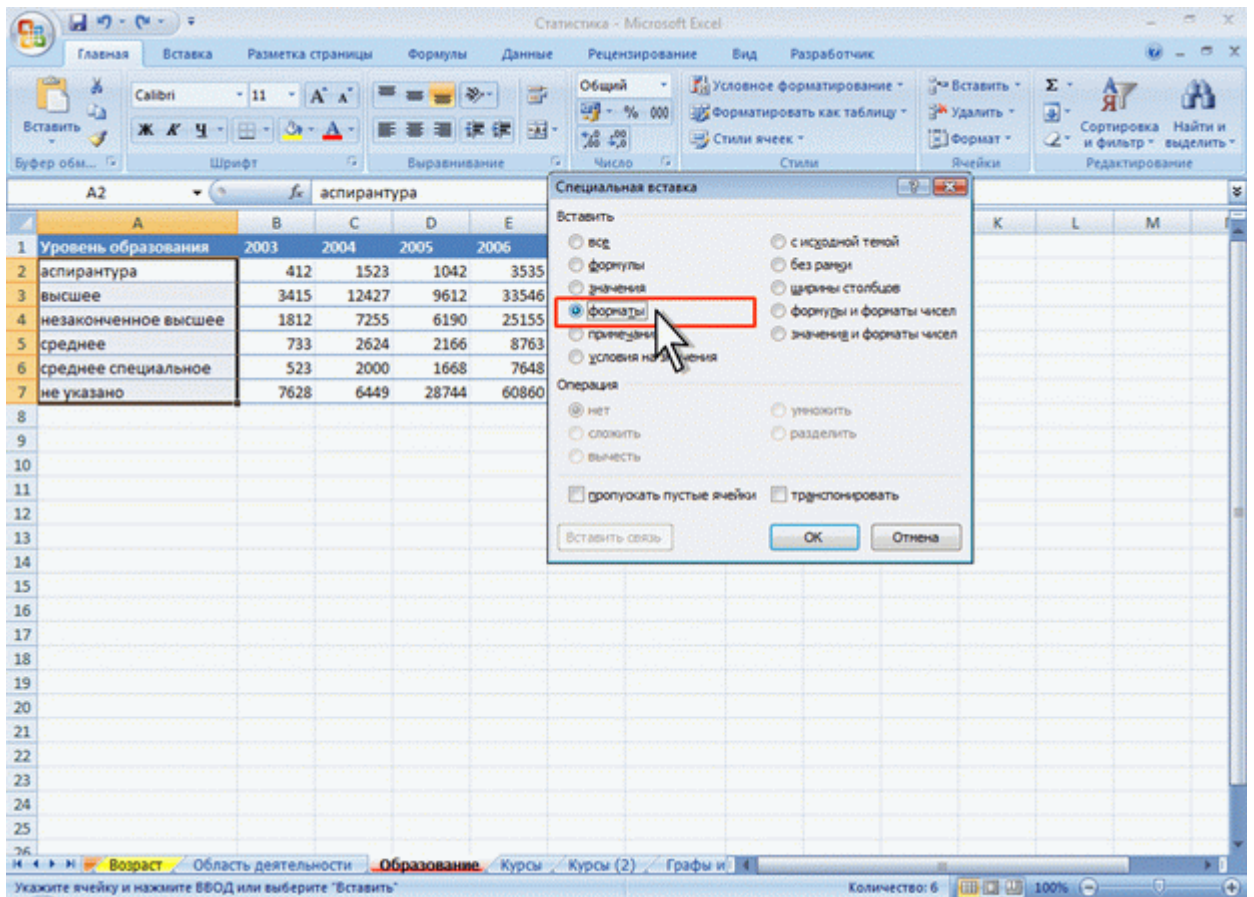 Статистика - Microsoft Excel
Главная Вставка Разметка страницы Формулы Данные Рецензирование Вид Разработчик
Calibri 11 Общий Условное форматирование Вставить Σ
Вставить Ж К Ч % 000 Форматировать как таблицу Удалить Сортировка и фильтр Найти и выделить
Стили ячеек Формат
Буфер обм... Шрифт Выравнивание Число Стили Ячейки Редактирование
A2 fx аспирантура
A B C D E K L M
1 Уровень образования 2003 2004 2005 2006
2 аспирантура 412 1523 1042 3535
3 высшее 3415 12427 9612 33546
4 незаконченное высшее 1812 7255 6190 25155
5 среднее 733 2624 2166 8763
6 среднее специальное 523 2000 1668 7648
7 не указано 7628 6449 28744 60860
8
9
10
11
12
13
14
15
16
17
18
19
20
21
22
23
24
25
26
Специальная вставка
Вставить
все с исходной темой
формулы без рамки
значения ширины столбцов
форматы формулы и форматы чисел
значения и форматы чисел
условия на
Операция
нет умножить
сложить разделить
вычесть
пропускать пустые ячейки транспонировать
Вставить связь OK Отмена
Возраст Область деятельности Образование Курсы Курсы (2) Графы и
Укажите ячейку и нажмите ВВОД или выберите "Вставить" Количество: 6 100%